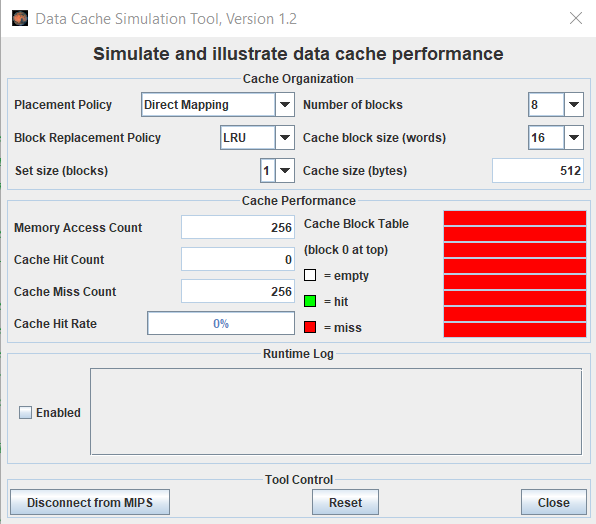 Data Cache Simulation Tool, Version 1.2
Simulate and illustrate data cache performance
Cache Organization
Placement Policy Direct Mapping Number of blocks 8
Block Replacement Policy LRU Cache block size (words) 16
Set size (blocks) 1 Cache size (bytes) 512
Cache Performance
Memory Access Count 256
Cache Hit Count 0
Cache Miss Count 256
Cache Hit Rate 0%
Cache Block Table
(block 0 at top)
= empty
= hit
= miss
Runtime Log
Enabled
Tool Control
Disconnect from MIPS Reset Close